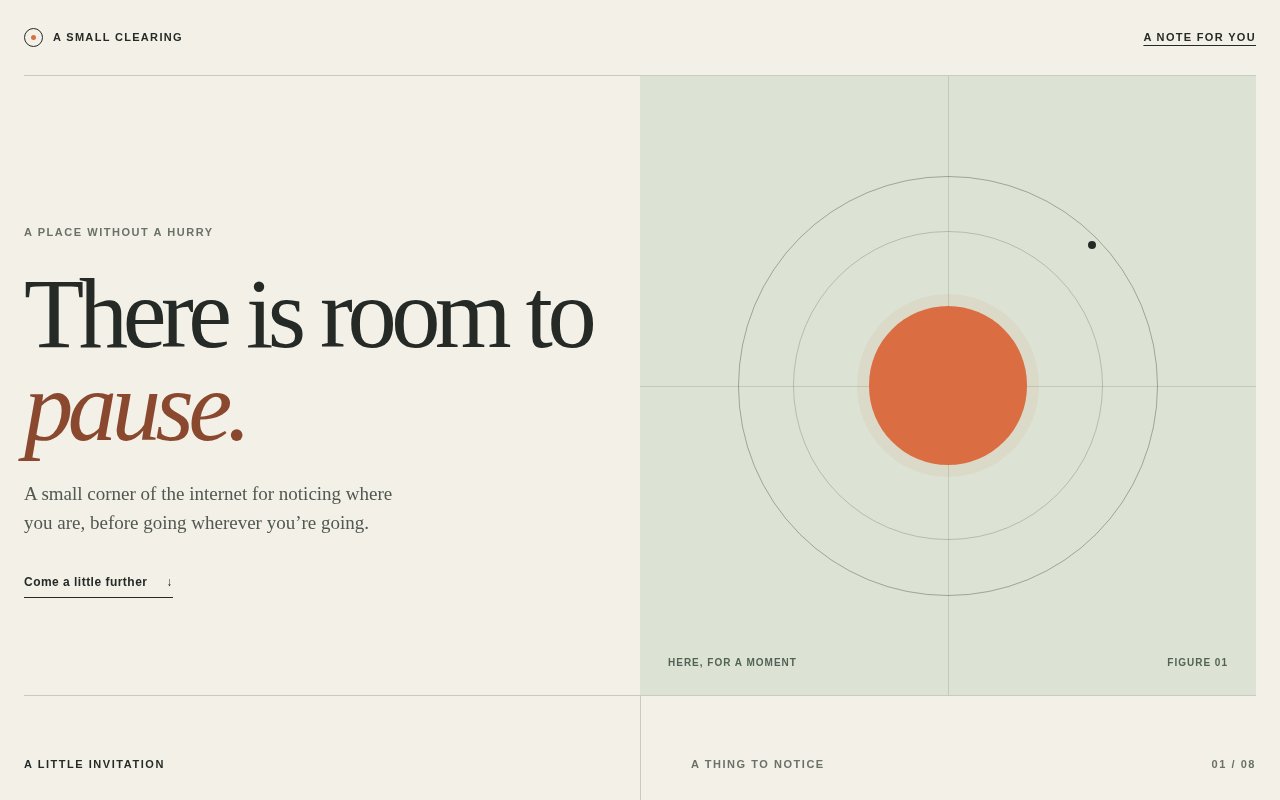 A SMALL CLEARING
A NOTE FOR YOU
A PLACE WITHOUT A HURRY
There is room to
pause.
A small corner of the internet for noticing where
you are, before going wherever you’re going.
Come a little further ↓
HERE, FOR A MOMENT
FIGURE 01
A LITTLE INVITATION
A THING TO NOTICE
01 / 08